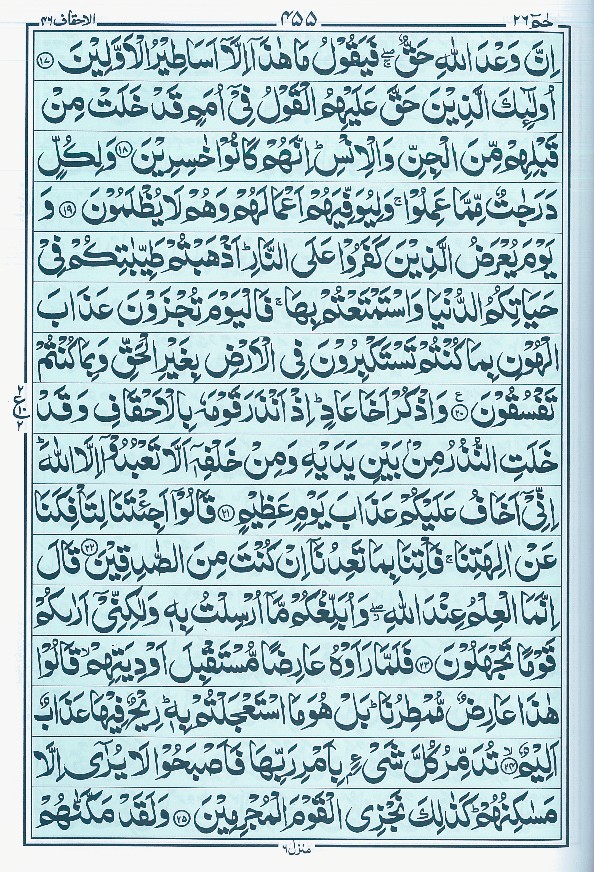 حٰمٓ ٢٦
٤٥٥
الاحقاف ٤٦
اِنَّ وَعْدَ اللّٰهِ حَقٌّ ۖۚ فَيَقُوْلُ مَا هٰذَآ اِلَّآ اَسَاطِيْرُ الْاَوَّلِيْنَ ﴿١٧﴾
اُولٰٓئِكَ الَّذِيْنَ حَقَّ عَلَيْهِمُ الْقَوْلُ فِيْٓ اُمَمٍ قَدْ خَلَتْ مِنْ
قَبْلِهِمْ مِّنَ الْجِنِّ وَالْاِنْسِ ؕ اِنَّهُمْ كَانُوْا خٰسِرِيْنَ ﴿١٨﴾ وَلِكُلٍّ
دَرَجٰتٌ مِّمَّا عَمِلُوْا ۚ وَلِيُوَفِّيَهُمْ اَعْمَالَهُمْ وَهُمْ لَا يُظْلَمُوْنَ ﴿١٩﴾ وَ
يَوْمَ يُعْرَضُ الَّذِيْنَ كَفَرُوْا عَلَى النَّارِ ؕ اَذْهَبْتُمْ طَيِّبٰتِكُمْ فِيْ
حَيَاتِكُمُ الدُّنْيَا وَاسْتَمْتَعْتُمْ بِهَا ۚ فَالْيَوْمَ تُجْزَوْنَ عَذَابَ
الْهُوْنِ بِمَا كُنْتُمْ تَسْتَكْبِرُوْنَ فِى الْاَرْضِ بِغَيْرِ الْحَقِّ وَبِمَا كُنْتُمْ
تَفْسُقُوْنَ ﴿٢٠﴾ وَاذْكُرْ اَخَا عَادٍ ؕ اِذْ اَنْذَرَ قَوْمَهٗ بِالْاَحْقَافِ وَقَدْ
خَلَتِ النُّذُرُ مِنْ بَيْنِ يَدَيْهِ وَمِنْ خَلْفِهٖٓ اَلَّا تَعْبُدُوْٓا اِلَّا اللّٰهَ ؕ
اِنِّيْٓ اَخَافُ عَلَيْكُمْ عَذَابَ يَوْمٍ عَظِيْمٍ ﴿٢١﴾ قَالُوْٓا اَجِئْتَنَا لِتَاْفِكَنَا
عَنْ اٰلِهَتِنَا ۚ فَاْتِنَا بِمَا تَعِدُنَآ اِنْ كُنْتَ مِنَ الصّٰدِقِيْنَ ﴿٢٢﴾ قَالَ
اِنَّمَا الْعِلْمُ عِنْدَ اللّٰهِ ۖؗ وَاُبَلِّغُكُمْ مَّآ اُرْسِلْتُ بِهٖ وَلٰكِنِّيْٓ اَرٰىكُمْ
قَوْمًا تَجْهَلُوْنَ ﴿٢٣﴾ فَلَمَّا رَاَوْهُ عَارِضًا مُّسْتَقْبِلَ اَوْدِيَتِهِمْ ۙ قَالُوْا
هٰذَا عَارِضٌ مُّمْطِرُنَا ؕ بَلْ هُوَ مَا اسْتَعْجَلْتُمْ بِهٖ ؕ رِيْحٌ فِيْهَا عَذَابٌ
اَلِيْمٌ ۙ﴿٢٤﴾ تُدَمِّرُ كُلَّ شَيْءٍۭ بِاَمْرِ رَبِّهَا فَاَصْبَحُوْا لَا يُرٰٓى اِلَّا
مَسٰكِنُهُمْ ؕ كَذٰلِكَ نَجْزِى الْقَوْمَ الْمُجْرِمِيْنَ ﴿٢٥﴾ وَلَقَدْ مَكَّنّٰهُمْ
منزل ٦